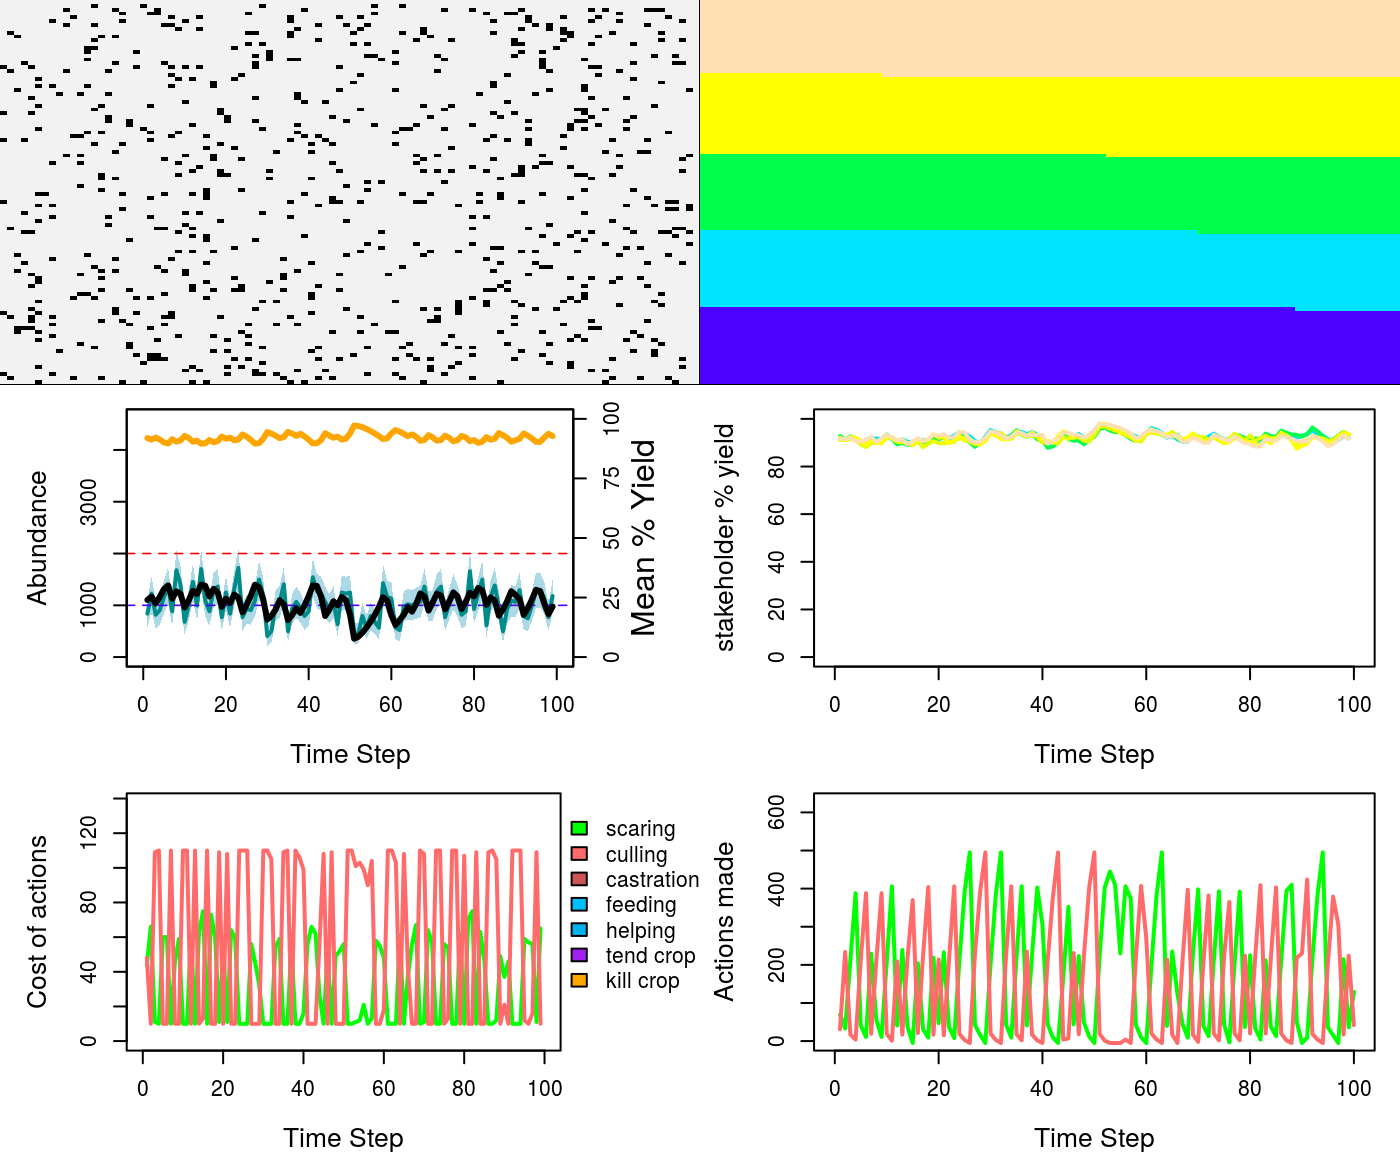 Abundance
0
1000
3000
0
25
50
75
100
Mean % Yield
0
20
40
60
80
100
Time Step
stakeholder % yield
0
20
40
60
80
0
20
40
60
80
100
Time Step
Cost of actions
0
40
80
120
0
20
40
60
80
100
Time Step
scaring
culling
castration
feeding
helping
tend crop
kill crop
Actions made
0
200
400
600
0
20
40
60
80
100
Time Step